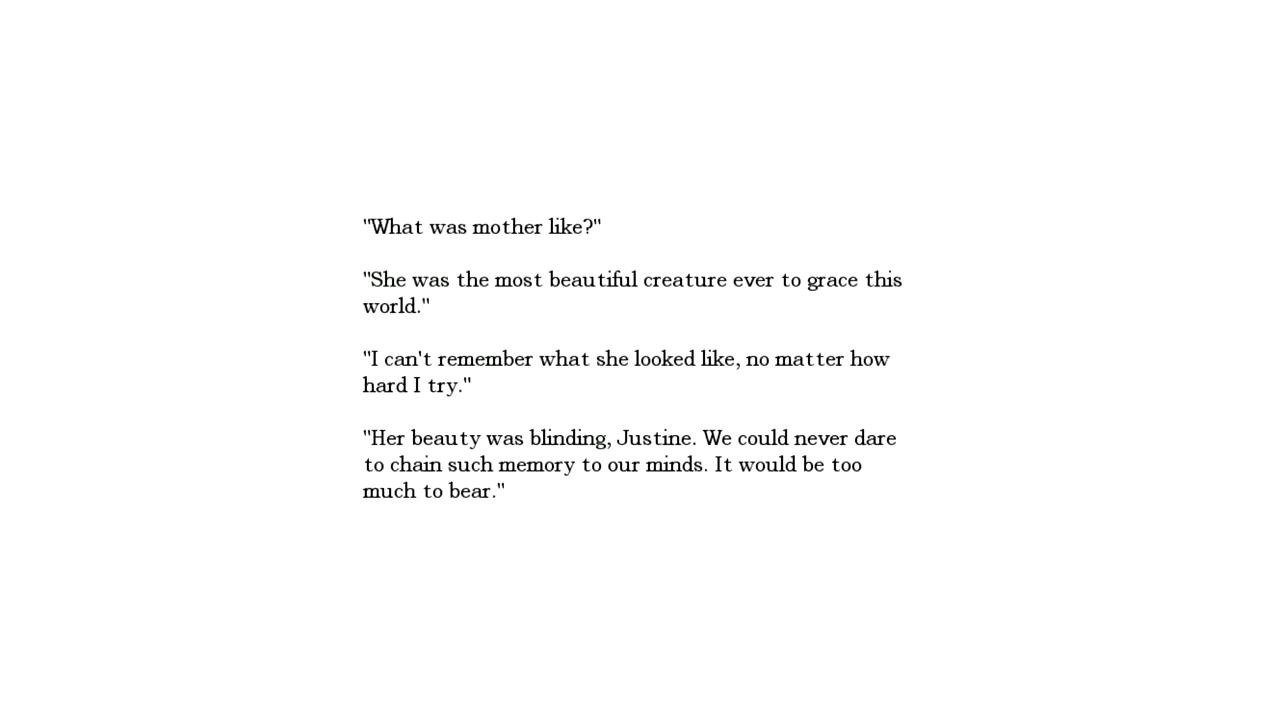 "What was mother like?"
"She was the most beautiful creature ever to grace this
world."
"I can't remember what she looked like, no matter how
hard I try."
"Her beauty was blinding, Justine. We could never dare
to chain such memory to our minds. It would be too
much to bear."